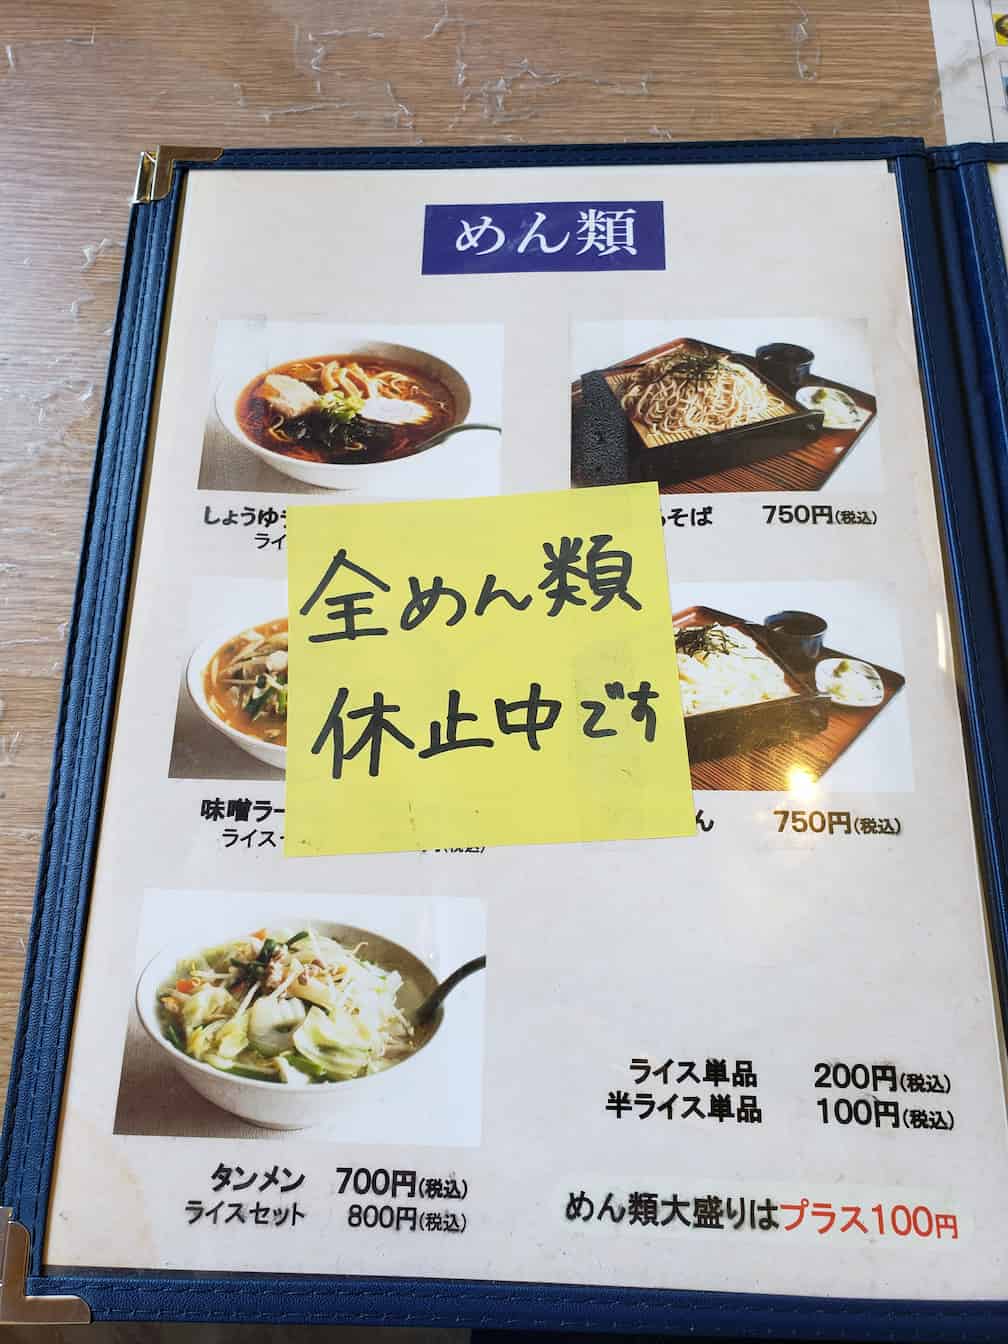 めん類
しょうゆ
ライ
そば 750円(税込)
全めん類
休止中です
味噌ラー
ライス
(税込)
ん 750円(税込)
タンメン 700円(税込)
ライスセット 800円(税込)
ライス単品 200円(税込)
半ライス単品 100円(税込)
めん類大盛りはプラス100円